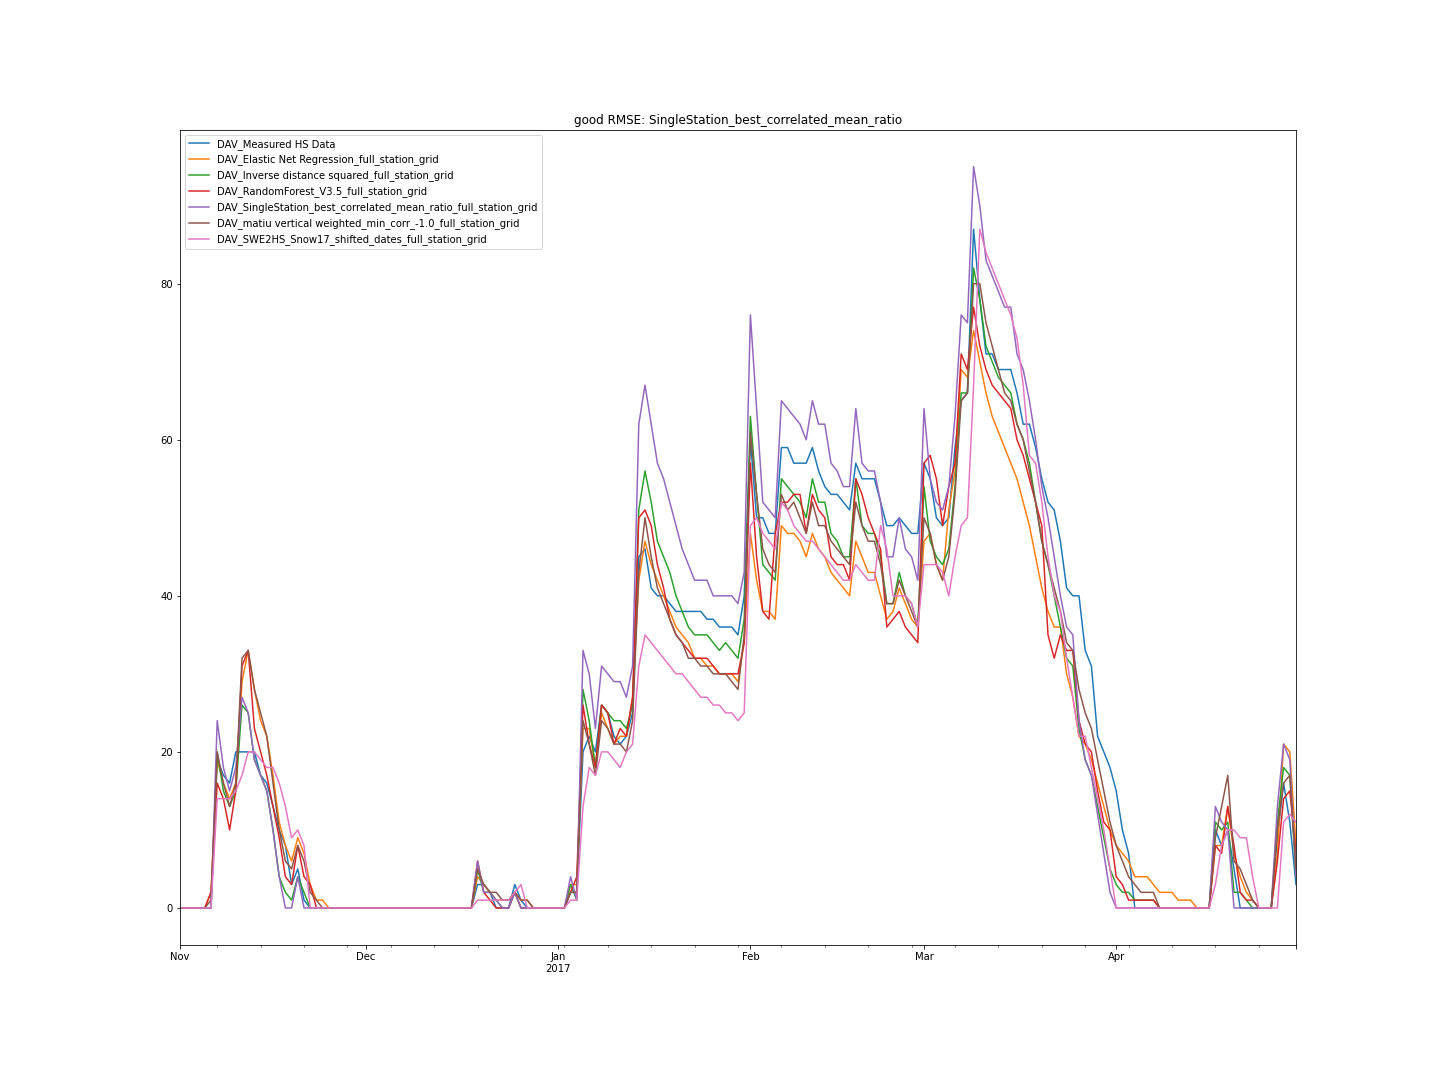 good RMSE: SingleStation_best_correlated_mean_ratio
DAV_Measured HS Data
DAV_Elastic Net Regression_full_station_grid
DAV_Inverse distance squared_full_station_grid
DAV_RandomForest_V3.5_full_station_grid
DAV_SingleStation_best_correlated_mean_ratio_full_station_grid
DAV_matiu vertical weighted_min_corr_-1.0_full_station_grid
DAV_SWE2HS_Snow17_shifted_dates_full_station_grid
80
60
40
20
0
Nov Dec Jan Feb Mar Apr
2017